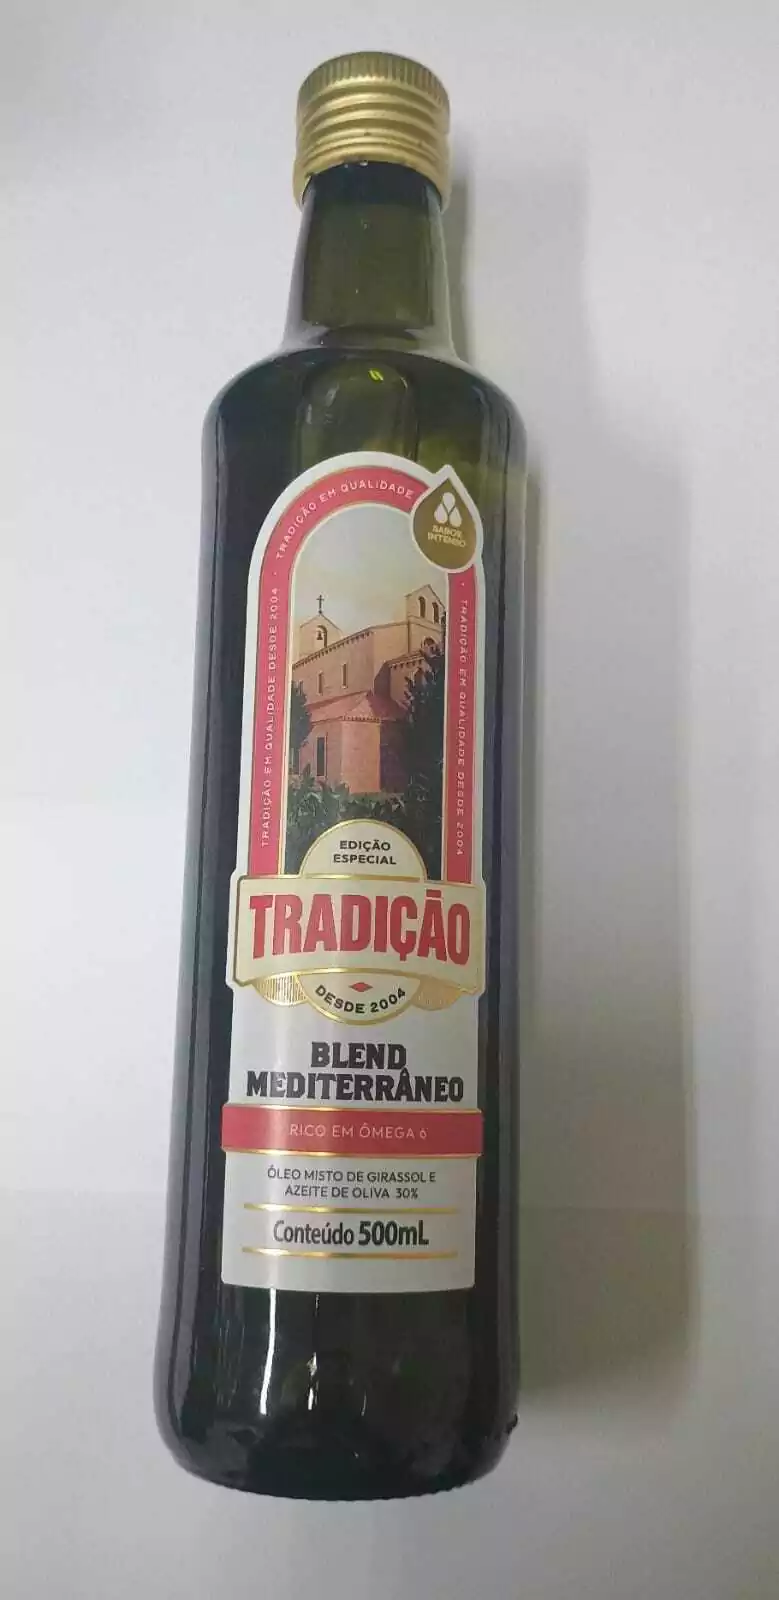 TRADIÇÃO EM QUALIDADE DESDE 2004 · TRADIÇÃO EM QUALIDADE
· TRADIÇÃO EM QUALIDADE DESDE 2004
SABOR
INTENSO
EDIÇÃO
ESPECIAL
TRADIÇÃO
DESDE 2004
BLEND
MEDITERRÂNEO
RICO EM ÔMEGA 6
ÓLEO MISTO DE GIRASSOL E
AZEITE DE OLIVA 30%
Conteúdo 500mL